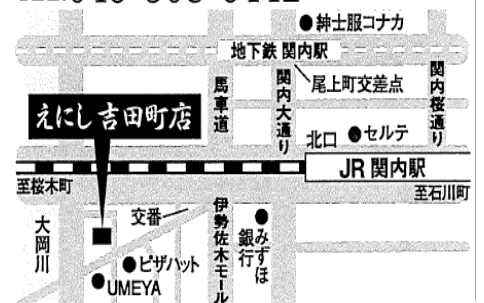 紳士服コナカ
地下鉄 関内駅
尾上町交差点
馬車道
関内大通り
関内桜通り
えにし吉田町店
北口
セルテ
JR 関内駅
至桜木町
至石川町
大岡川
交番
伊勢佐木モール
みずほ銀行
ピザハット
UMEYA